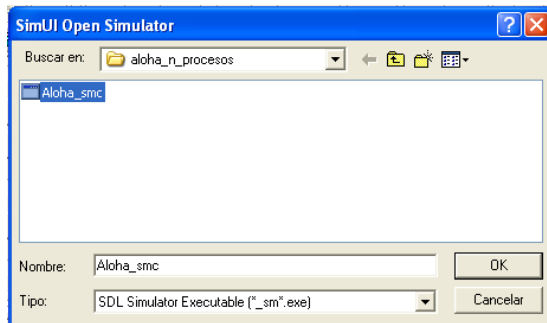 SimUI Open Simulator
Buscar en: aloha_n_procesos
Aloha_smc
Nombre: Aloha_smc OK
Tipo: SDL Simulator Executable (*_sm*.exe) Cancelar